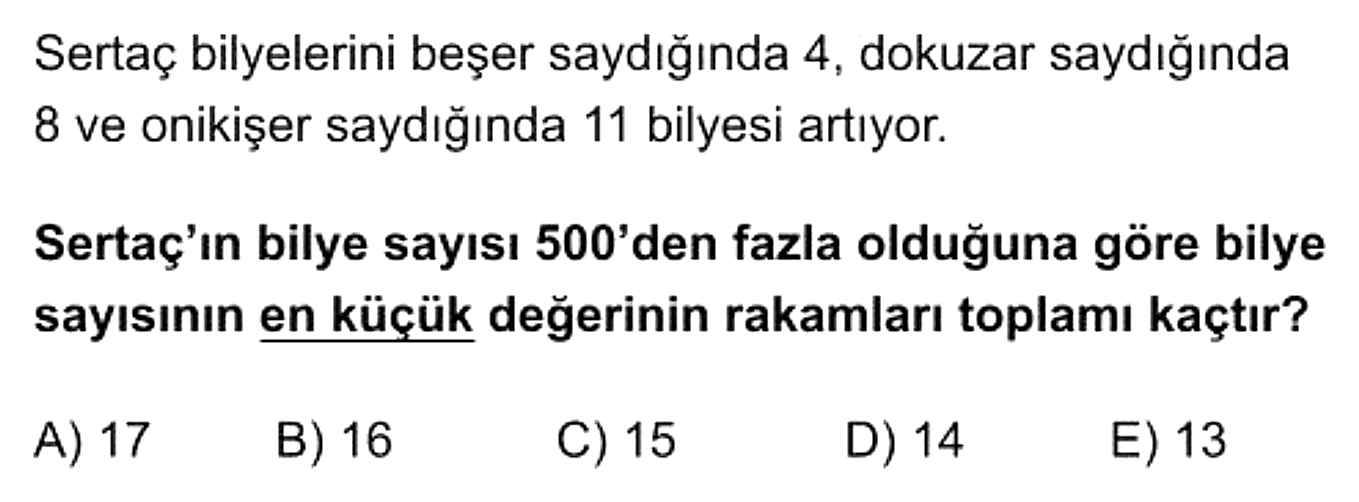 Sertaç bilyelerini beşer saydığında 4, dokuzar saydığında
8 ve onikişer saydığında 11 bilyesi artıyor.
Sertaç’ın bilye sayısı 500’den fazla olduğuna göre bilye
sayısının en küçük değerinin rakamları toplamı kaçtır?
A) 17 B) 16 C) 15 D) 14 E) 13